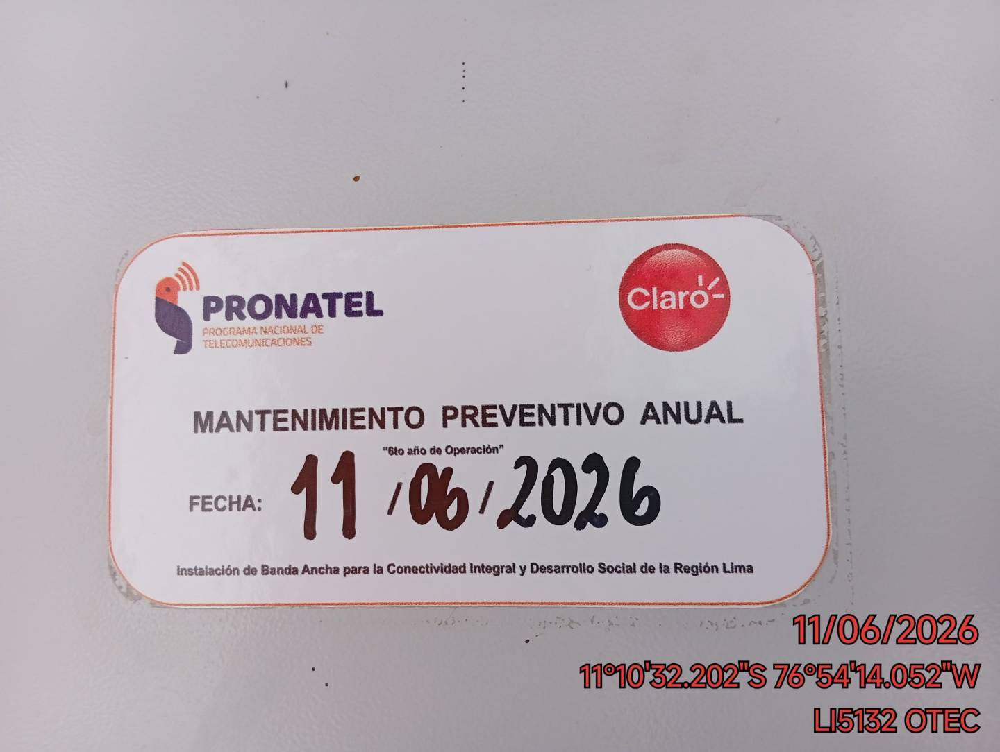 PRONATEL
PROGRAMA NACIONAL DE
TELECOMUNICACIONES
Claro
MANTENIMIENTO PREVENTIVO ANUAL
"6to año de Operación"
FECHA: 11/06/2026
Instalación de Banda Ancha para la Conectividad Integral y Desarrollo Social de la Región Lima
11/06/2026
11°10'32.202"S 76°54'14.052"W
LI5132 OTEC